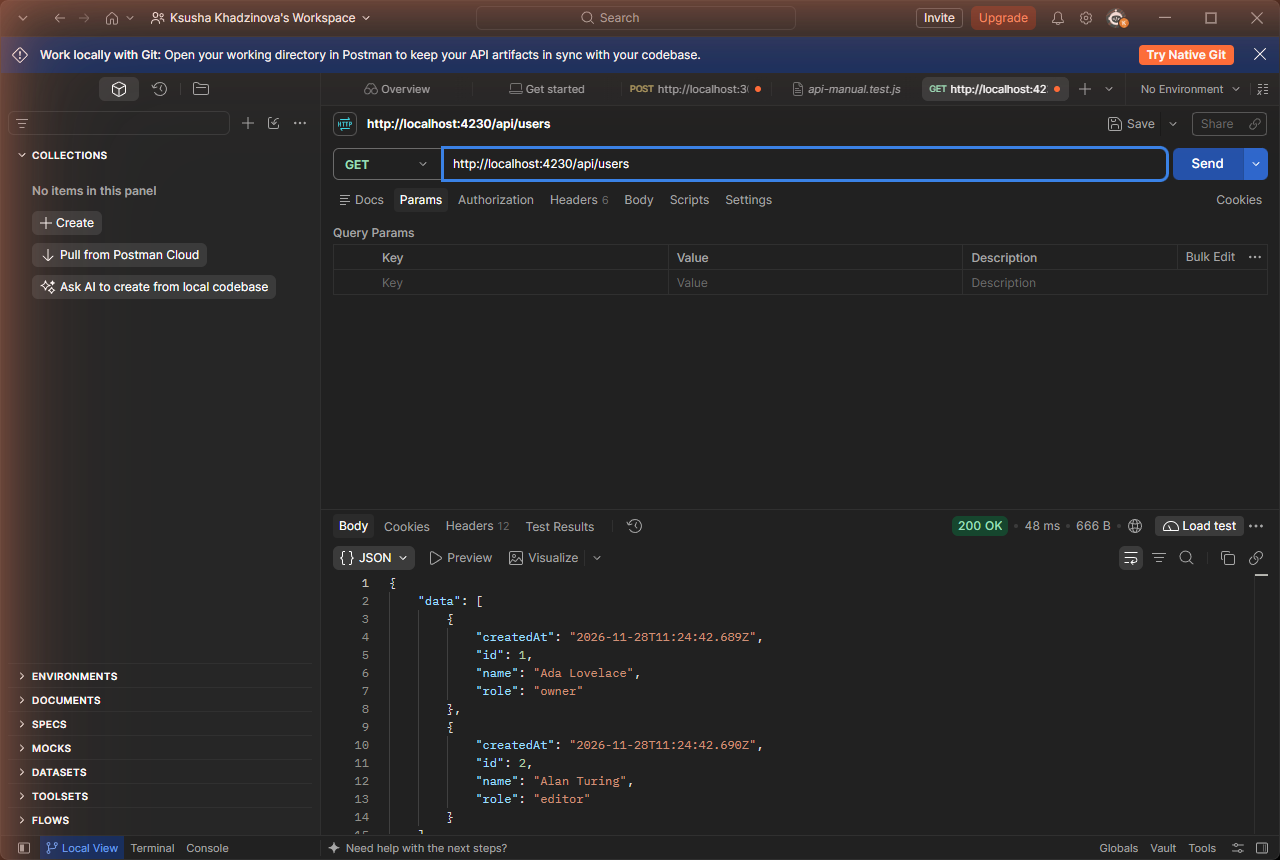 Ksusha Khadzinova's Workspace
Search
Invite
Upgrade
Work locally with Git: Open your working directory in Postman to keep your API artifacts in sync with your codebase.
Try Native Git
Overview
Get started
POST http://localhost:30
api-manual.test.js
GET http://localhost:42
No Environment
COLLECTIONS
No items in this panel
Create
Pull from Postman Cloud
Ask AI to create from local codebase
ENVIRONMENTS
DOCUMENTS
SPECS
MOCKS
DATASETS
TOOLSETS
FLOWS
HTTP http://localhost:4230/api/users
Save
Share
GET http://localhost:4230/api/users
Send
Docs Params Authorization Headers 6 Body Scripts Settings
Cookies
Query Params
Key Value Description Bulk Edit
Key Value Description
Body Cookies Headers 12 Test Results
200 OK • 48 ms • 666 B •
Load test
{} JSON Preview Visualize
1 {
2 "data": [
3 {
4 "createdAt": "2026-11-28T11:24:42.689Z",
5 "id": 1,
6 "name": "Ada Lovelace",
7 "role": "owner"
8 },
9 {
10 "createdAt": "2026-11-28T11:24:42.690Z",
11 "id": 2,
12 "name": "Alan Turing",
13 "role": "editor"
14 }
Local View Terminal Console
Need help with the next steps?
Globals Vault Tools